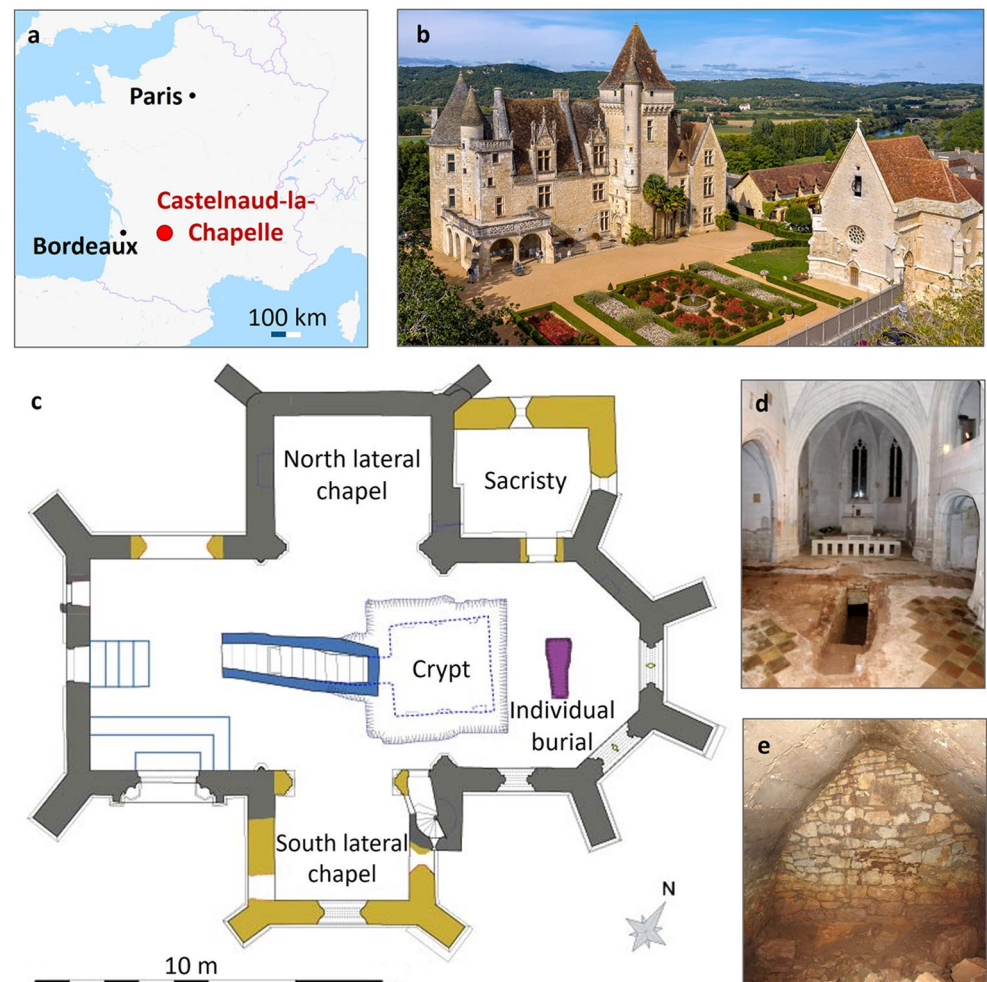 a
Paris
Castelnaud-la-
Chapelle
Bordeaux
100 km
b
c
North lateral
chapel
Sacristy
Crypt
Individual
burial
South lateral
chapel
N
10 m
d
e